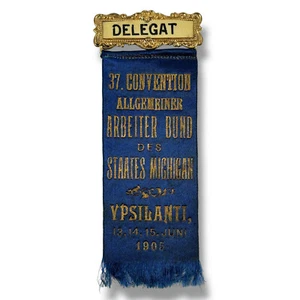 DELEGAT
37. CONVENTION
ALLGEMEINER
ARBEITER BUND
DES
STAATES MICHIGAN
YPSILANTI,
13. 14. 15. JUNI
1905